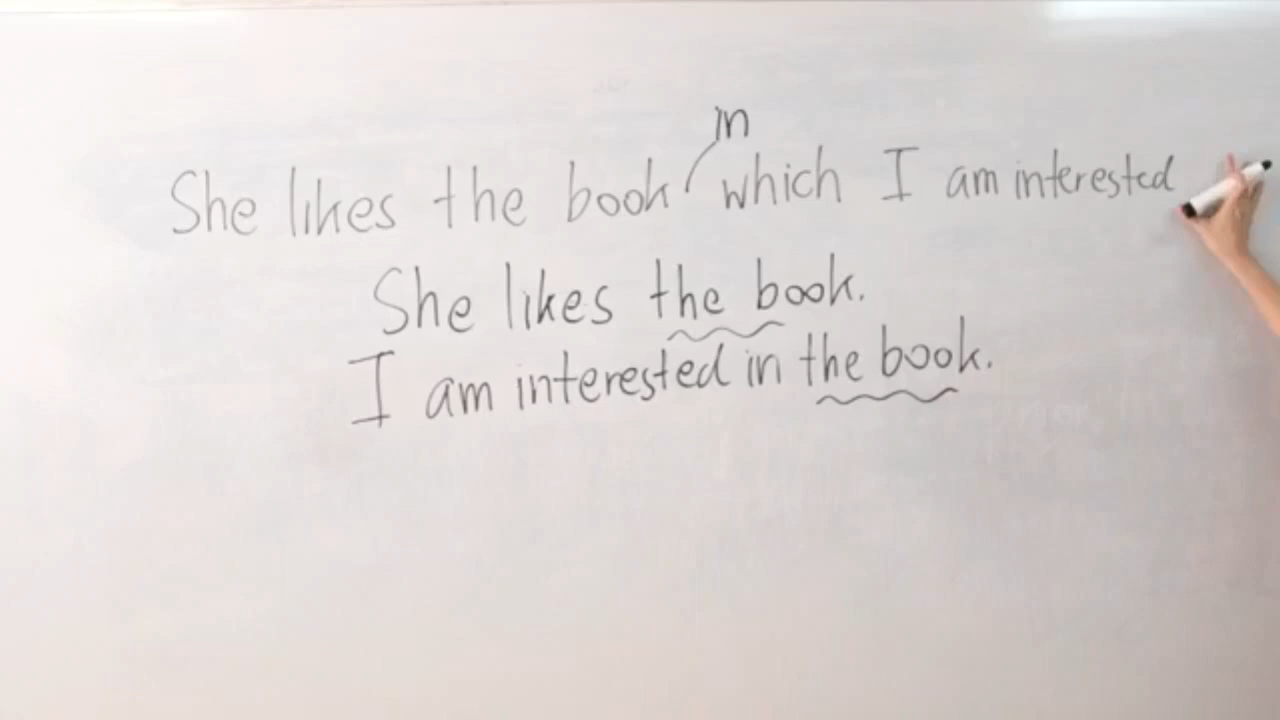 in
She likes the book which I am interested
She likes the book.
I am interested in the book.